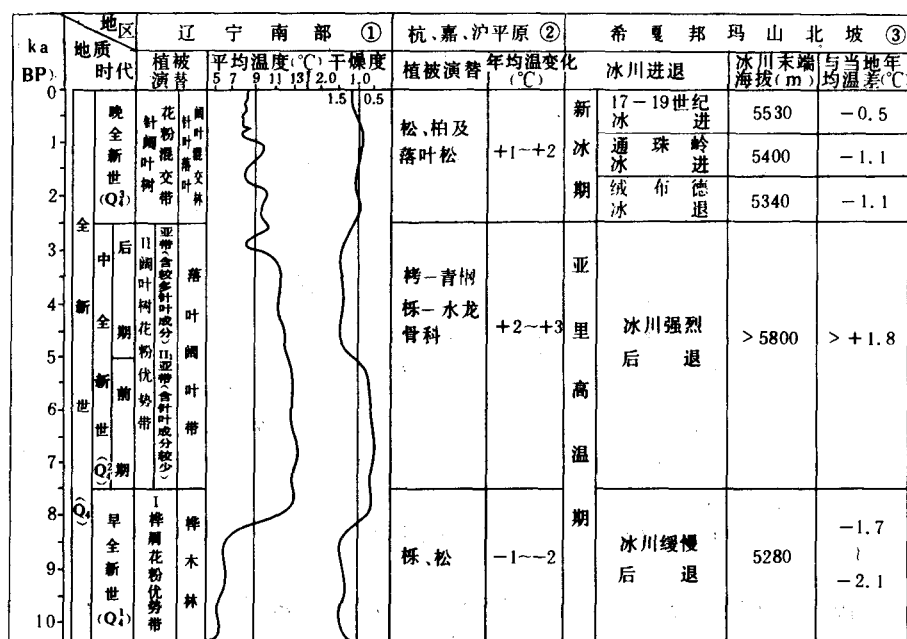 ka
BP)
地区
地质
时代
辽宁南部 ①
植被演替
平均温度(℃)
5 7 9 11 13
干燥度
2.0 1.0
1.5 0.5
杭、嘉、沪平原 ②
植被演替
年均温变化(℃)
希夏邦玛山北坡 ③
冰川进退
冰川末端海拔(m)
与当地年均温差(℃)
0
1
2
3
4
5
6
7
8
9
10
全新世(Q₄)
晚全新世(Q₄³)
中全新世(Q₄²)
后期
前期
早全新世(Q₄¹)
针阔叶树
花粉混交带
针叶落叶
阔叶混交林
II阔叶树花粉优势带
亚带(含较多针叶成分)
II₁亚带(含针叶成分较少)
落叶阔叶带
I
桦属花粉优势带
桦木林
松、柏及
落叶松
+1~+2
栲—青椆
栎—水龙
骨科
+2~+3
栎、松
-1~-2
新冰期
17-19世纪
冰进
5530
-0.5
通珠岭
冰进
5400
-1.1
绒布德
冰退
5340
-1.1
亚里高温期
冰川强烈
后退
>5800
>+1.8
冰川缓慢
后退
5280
-1.7
~
-2.1